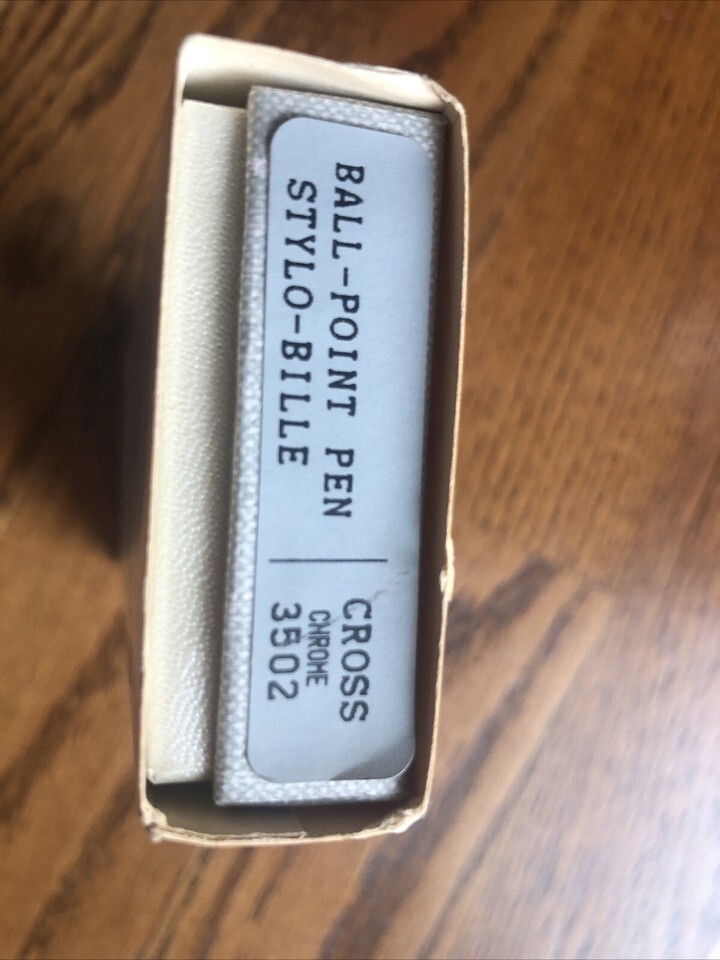 BALL-POINT PEN
STYLO-BILLE
CROSS
CHROME
3502